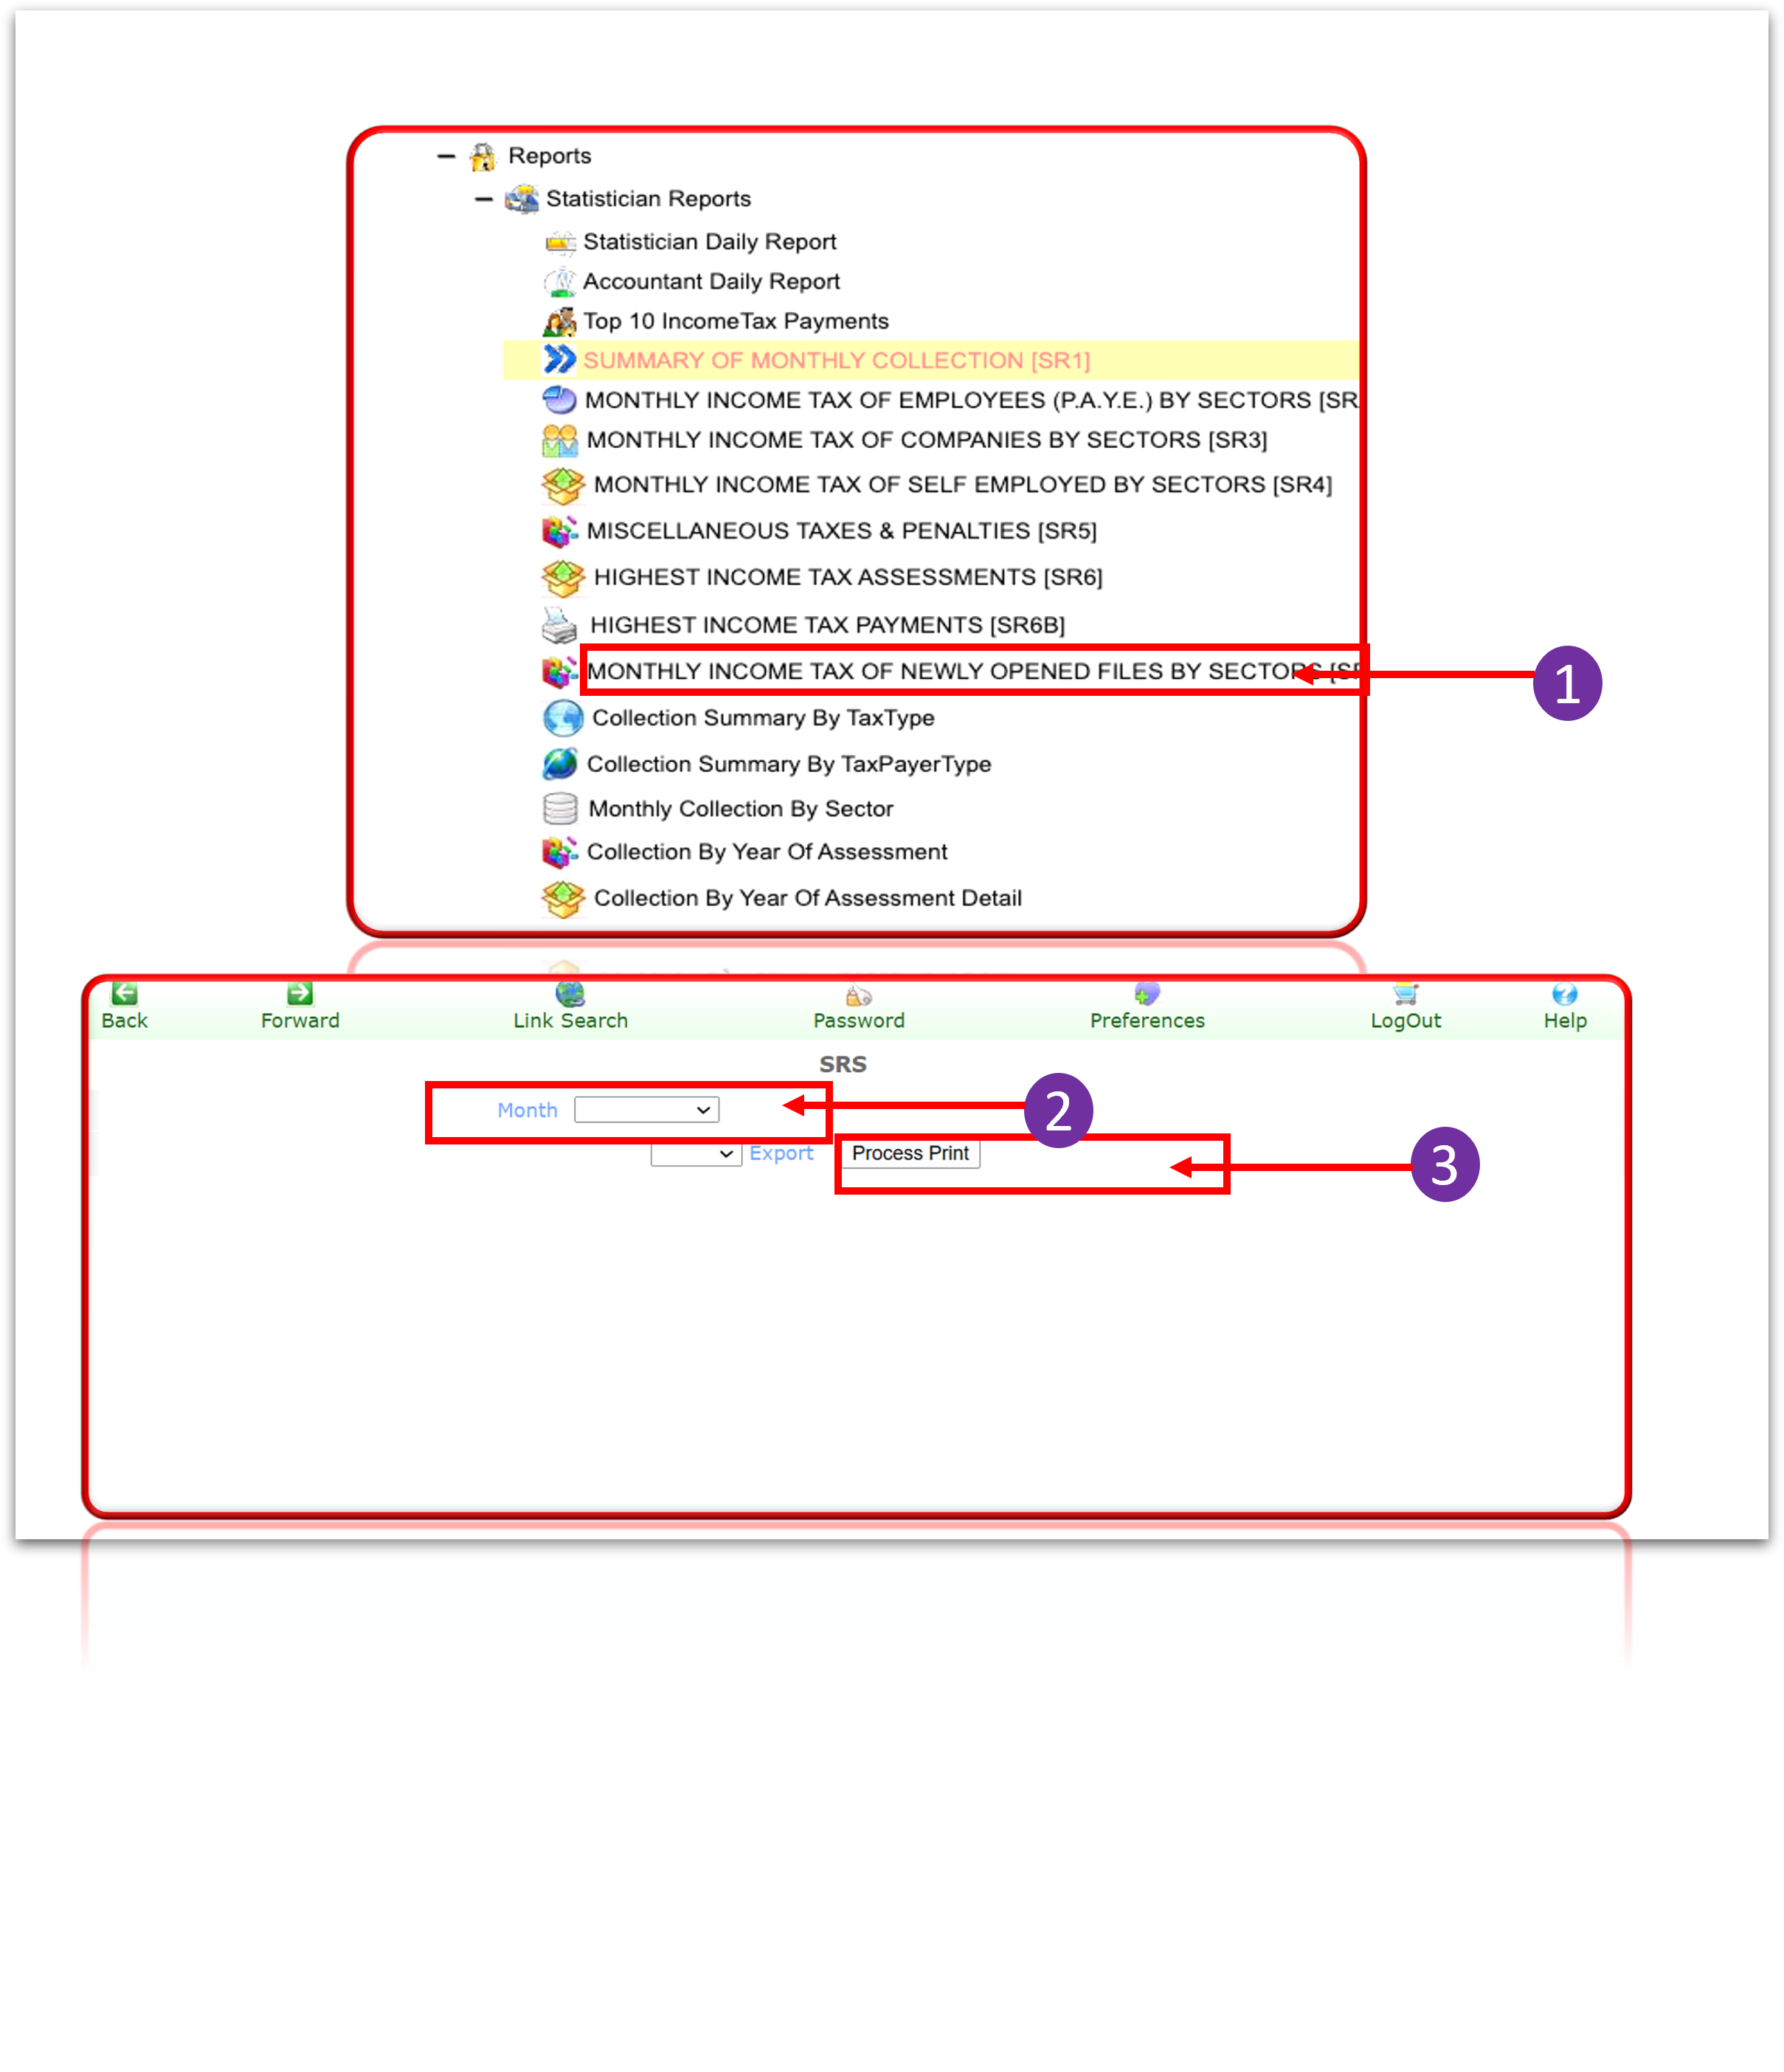 Reports
Statistician Reports
Statistician Daily Report
Accountant Daily Report
Top 10 IncomeTax Payments
SUMMARY OF MONTHLY COLLECTION [SR1]
MONTHLY INCOME TAX OF EMPLOYEES (P.A.Y.E.) BY SECTORS [SR
MONTHLY INCOME TAX OF COMPANIES BY SECTORS [SR3]
MONTHLY INCOME TAX OF SELF EMPLOYED BY SECTORS [SR4]
MISCELLANEOUS TAXES & PENALTIES [SR5]
HIGHEST INCOME TAX ASSESSMENTS [SR6]
HIGHEST INCOME TAX PAYMENTS [SR6B]
MONTHLY INCOME TAX OF NEWLY OPENED FILES BY SECTORS [SR
1
Collection Summary By TaxType
Collection Summary By TaxPayerType
Monthly Collection By Sector
Collection By Year Of Assessment
Collection By Year Of Assessment Detail
Back Forward Link Search Password Preferences LogOut Help
SRS
Month
2
Export Process Print
3